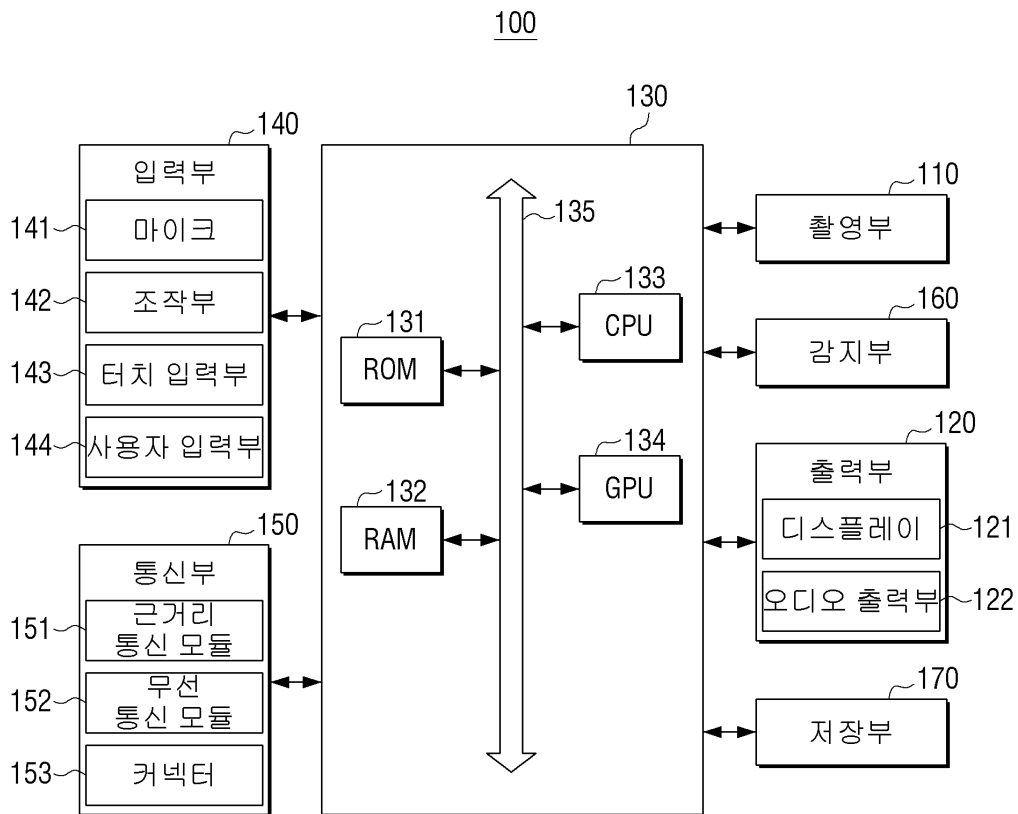 100
140
입력부
141
마이크
142
조작부
143
터치 입력부
144
사용자 입력부
150
통신부
151
근거리
통신 모듈
152
무선
통신 모듈
153
커넥터
130
135
131
ROM
132
RAM
133
CPU
134
GPU
110
촬영부
160
감지부
120
출력부
디스플레이
121
오디오 출력부
122
170
저장부